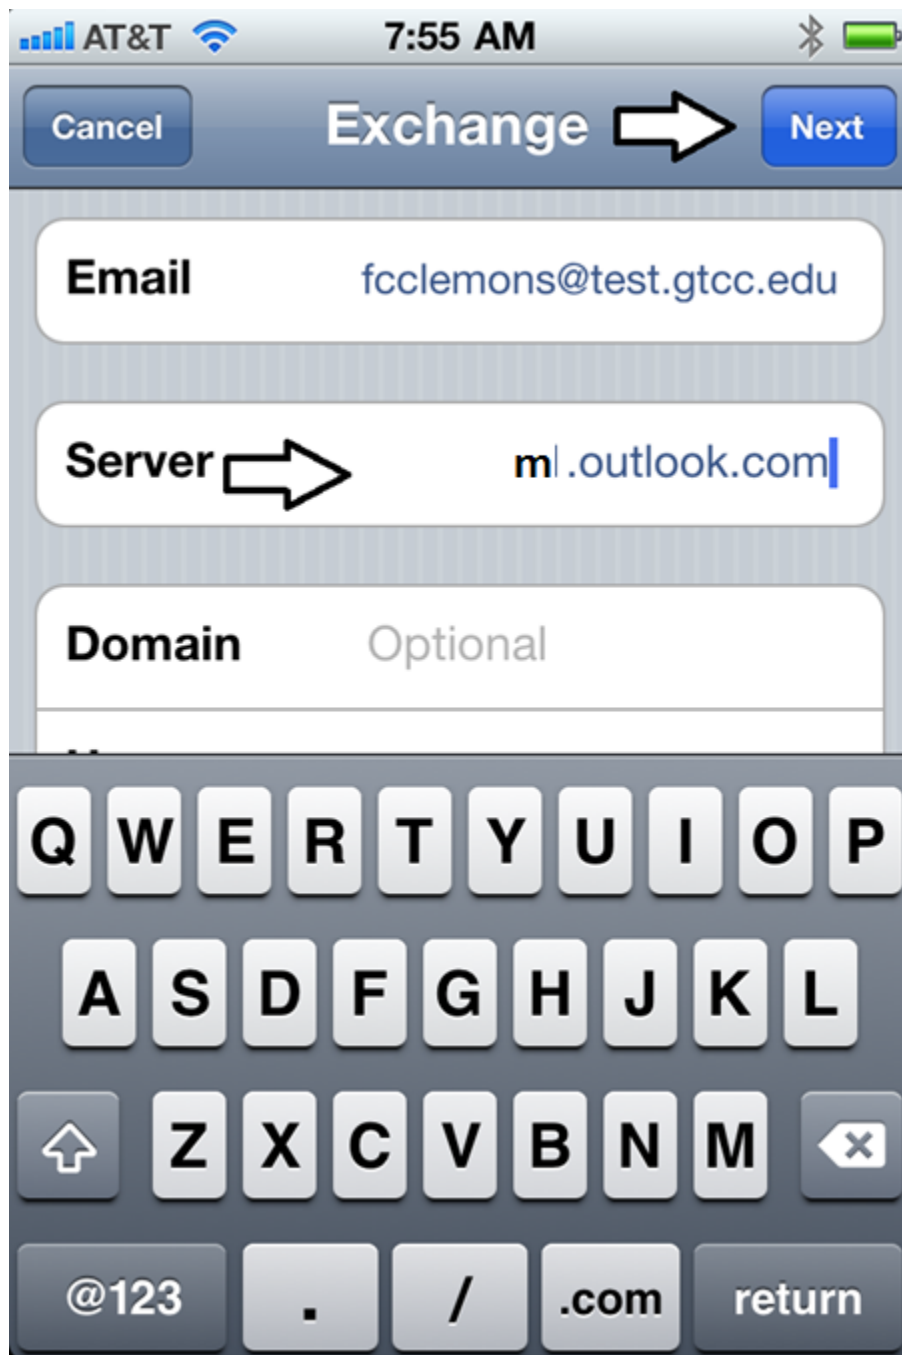 AT&T 7:55 AM
Cancel Exchange Next
Email fcclemons@test.gtcc.edu
Server m .outlook.com
Domain Optional
Q W E R T Y U I O P
A S D F G H J K L
Z X C V B N M
@123 . / .com return